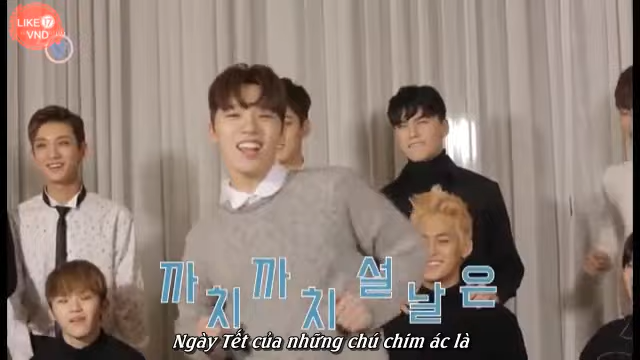 LIKE 17
VND
까치 까치 설날은
Ngày Tết của những chú chim ác là